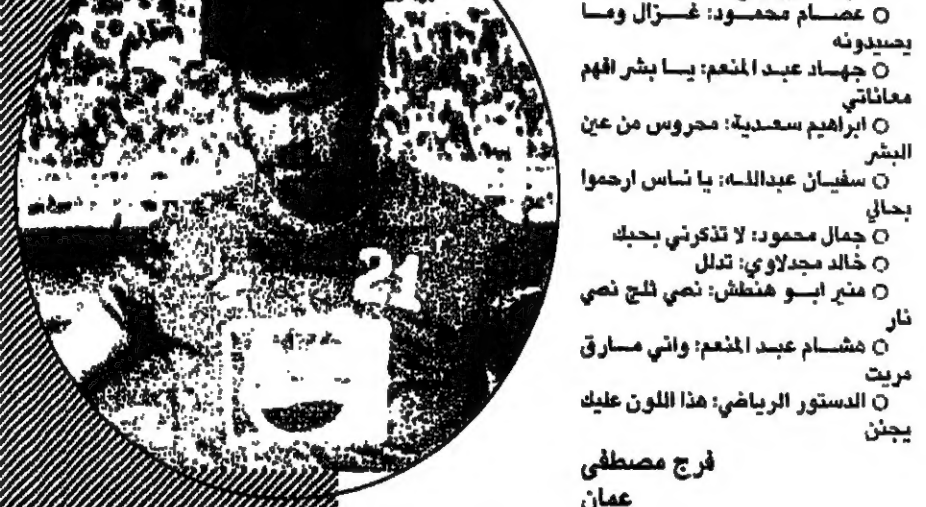 ○ عصام محمود: غزال وما
يصيدونه
○ جهاد عبد المنعم: يا بشر افهم
معاناتي
○ ابراهيم سعدية: محروس من عين
البشر
○ سفيان عبدالله: يا ناس ارحموا
بحالي
○ جمال محمود: لا تذكرني بحبك
○ خالد مجدلاوي: تدلل
○ منير ابو هنطش: نصي ثلج نصي
نار
○ هشام عبد المنعم: واني مارق
مريت
○ الدستور الرياضي: هذا اللون عليك
يجنن
فرج مصطفى
عمان
21